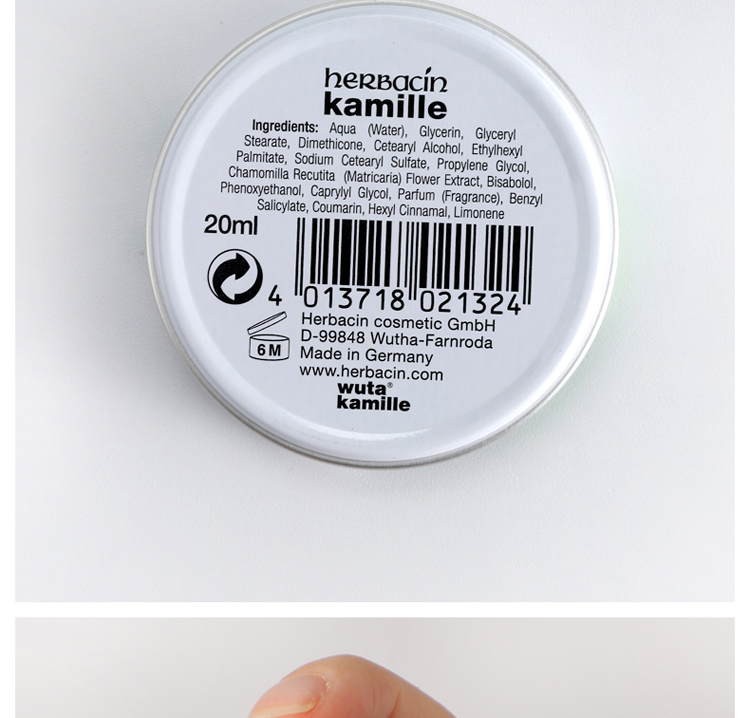 herbacin
kamille
Ingredients: Aqua (Water), Glycerin, Glyceryl
Stearate, Dimethicone, Cetearyl Alcohol, Ethylhexyl
Palmitate, Sodium Cetearyl Sulfate, Propylene Glycol,
Chamomilla Recutita (Matricaria) Flower Extract, Bisabolol,
Phenoxyethanol, Caprylyl Glycol, Parfum (Fragrance), Benzyl
Salicylate, Coumarin, Hexyl Cinnamal, Limonene
20ml
4 013718 021324
6 M
Herbacin cosmetic GmbH
D-99848 Wutha-Farnroda
Made in Germany
www.herbacin.com
wuta®
kamille